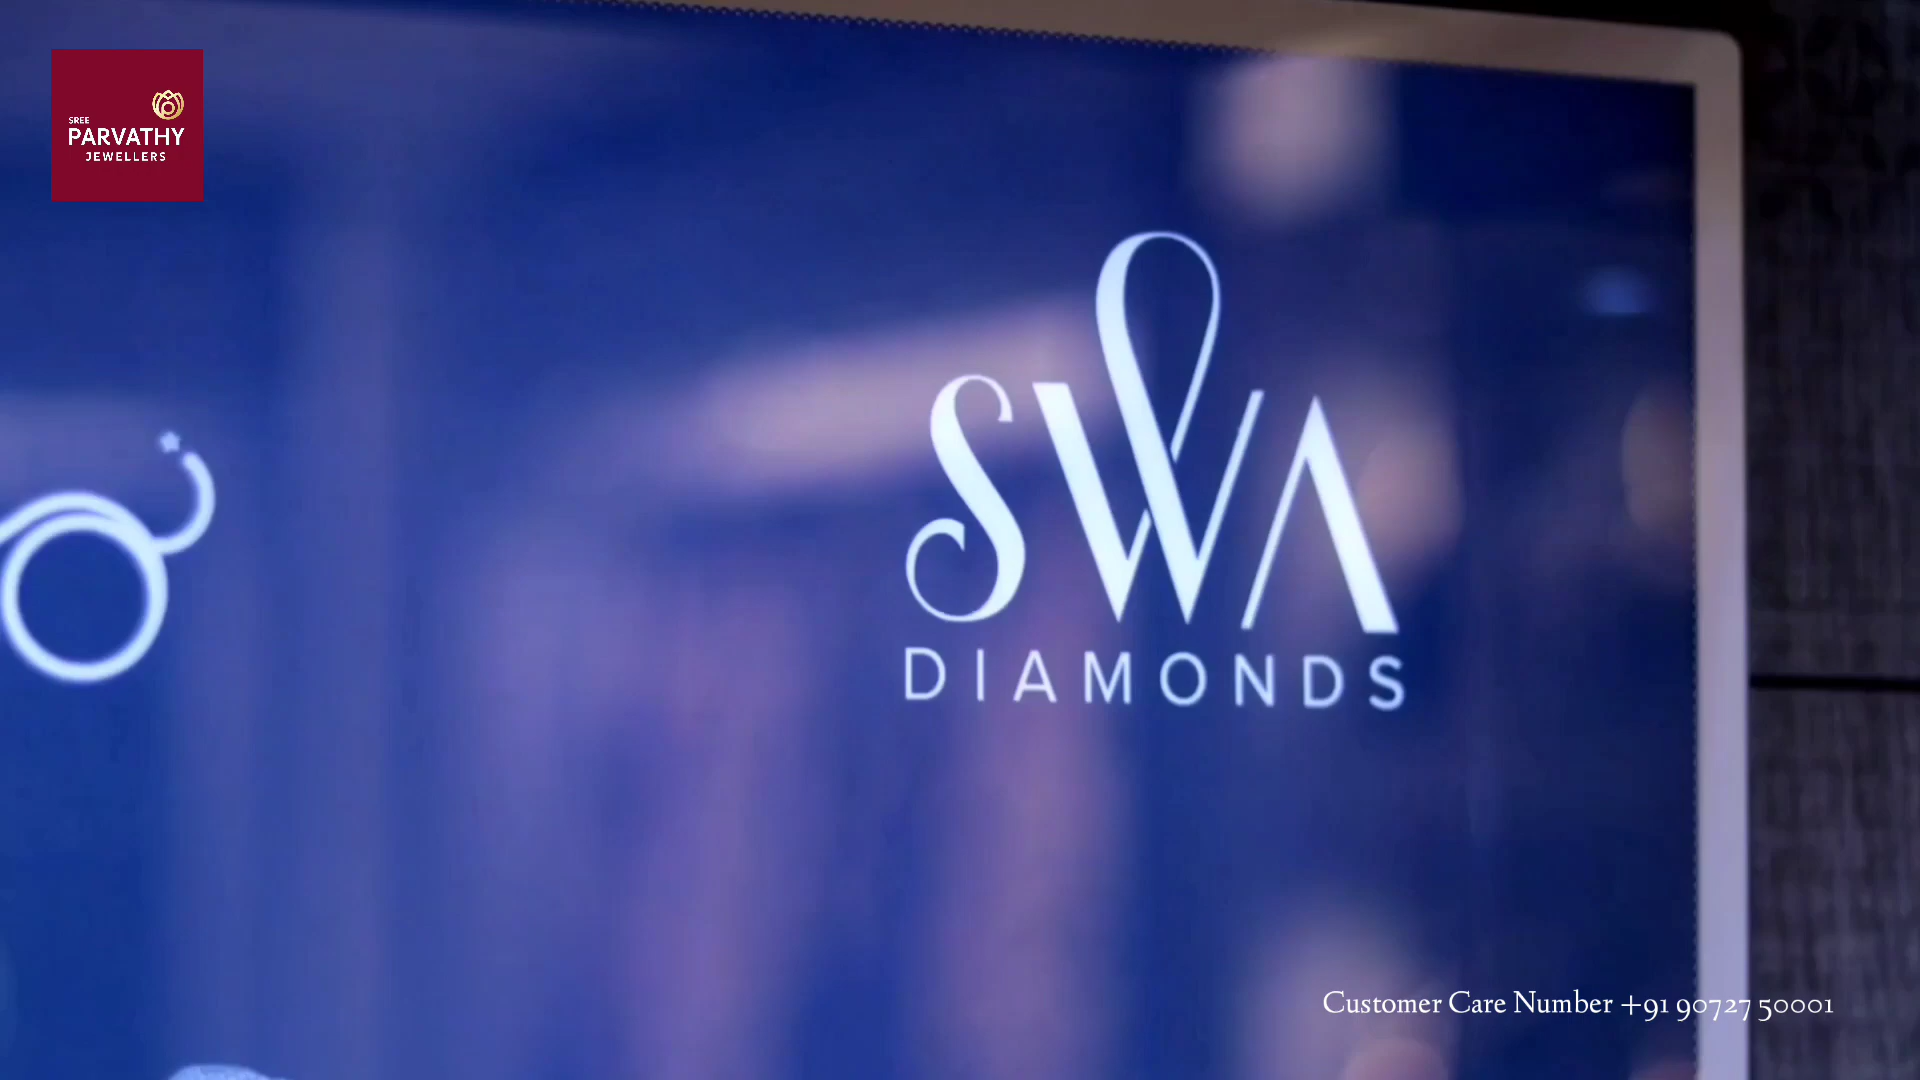 SREE
PARVATHY
JEWELLERS
SWA
DIAMONDS
Customer Care Number +91 90727 50001